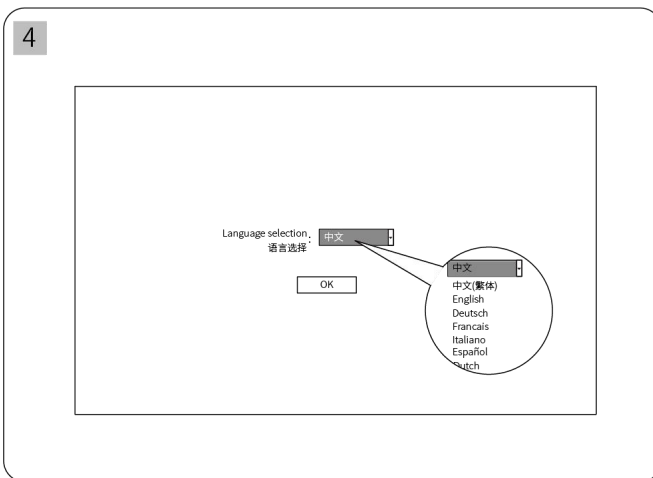 4
Language selection
语言选择
:
中文
OK
中文
中文(繁体)
English
Deutsch
Francais
Italiano
Español
Dutch